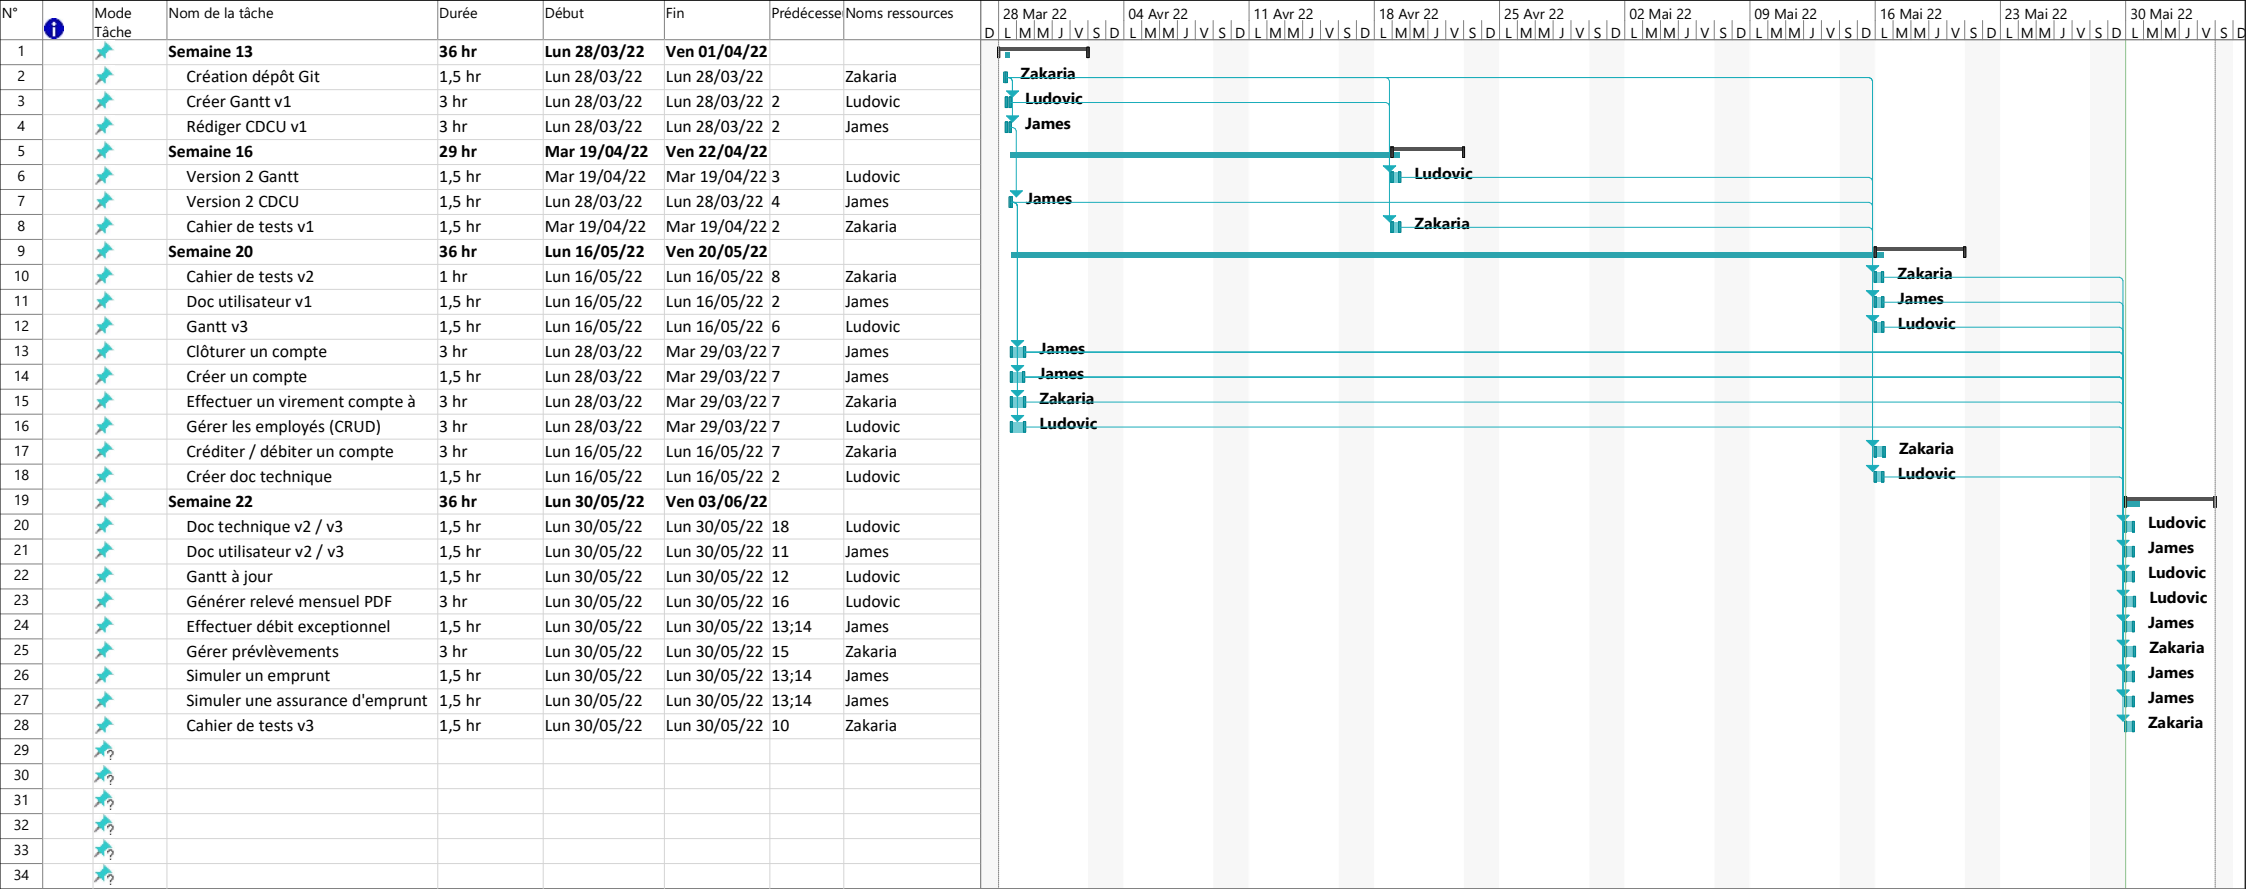 N° Mode Tâche Nom de la tâche Durée Début Fin Prédécesse Noms ressources
28 Mar 22 04 Avr 22 11 Avr 22 18 Avr 22 25 Avr 22 02 Mai 22 09 Mai 22 16 Mai 22 23 Mai 22 30 Mai 22
D L M M J V S D L M M J V S D L M M J V S D L M M J V S D L M M J V S D L M M J V S D L M M J V S D L M M J V S D L M M J V S D L M M J V S D
1 Semaine 13 36 hr Lun 28/03/22 Ven 01/04/22
2 Création dépôt Git 1,5 hr Lun 28/03/22 Lun 28/03/22 Zakaria Zakaria
3 Créer Gantt v1 3 hr Lun 28/03/22 Lun 28/03/22 2 Ludovic Ludovic
4 Rédiger CDCU v1 3 hr Lun 28/03/22 Lun 28/03/22 2 James James
5 Semaine 16 29 hr Mar 19/04/22 Ven 22/04/22
6 Version 2 Gantt 1,5 hr Mar 19/04/22 Mar 19/04/22 3 Ludovic Ludovic
7 Version 2 CDCU 1,5 hr Lun 28/03/22 Lun 28/03/22 4 James James
8 Cahier de tests v1 1,5 hr Mar 19/04/22 Mar 19/04/22 2 Zakaria Zakaria
9 Semaine 20 36 hr Lun 16/05/22 Ven 20/05/22
10 Cahier de tests v2 1 hr Lun 16/05/22 Lun 16/05/22 8 Zakaria Zakaria
11 Doc utilisateur v1 1,5 hr Lun 16/05/22 Lun 16/05/22 2 James James
12 Gantt v3 1,5 hr Lun 16/05/22 Lun 16/05/22 6 Ludovic Ludovic
13 Clôturer un compte 3 hr Lun 28/03/22 Mar 29/03/22 7 James James
14 Créer un compte 1,5 hr Lun 28/03/22 Mar 29/03/22 7 James James
15 Effectuer un virement compte à 3 hr Lun 28/03/22 Mar 29/03/22 7 Zakaria Zakaria
16 Gérer les employés (CRUD) 3 hr Lun 28/03/22 Mar 29/03/22 7 Ludovic Ludovic
17 Créditer / débiter un compte 3 hr Lun 16/05/22 Lun 16/05/22 7 Zakaria Zakaria
18 Créer doc technique 1,5 hr Lun 16/05/22 Lun 16/05/22 2 Ludovic Ludovic
19 Semaine 22 36 hr Lun 30/05/22 Ven 03/06/22
20 Doc technique v2 / v3 1,5 hr Lun 30/05/22 Lun 30/05/22 18 Ludovic Ludovic
21 Doc utilisateur v2 / v3 1,5 hr Lun 30/05/22 Lun 30/05/22 11 James James
22 Gantt à jour 1,5 hr Lun 30/05/22 Lun 30/05/22 12 Ludovic Ludovic
23 Générer relevé mensuel PDF 3 hr Lun 30/05/22 Lun 30/05/22 16 Ludovic Ludovic
24 Effectuer débit exceptionnel 1,5 hr Lun 30/05/22 Lun 30/05/22 13;14 James James
25 Gérer prévlèvements 3 hr Lun 30/05/22 Lun 30/05/22 15 Zakaria Zakaria
26 Simuler un emprunt 1,5 hr Lun 30/05/22 Lun 30/05/22 13;14 James James
27 Simuler une assurance d'emprunt 1,5 hr Lun 30/05/22 Lun 30/05/22 13;14 James James
28 Cahier de tests v3 1,5 hr Lun 30/05/22 Lun 30/05/22 10 Zakaria Zakaria
29 ?
30 ?
31 ?
32 ?
33 ?
34 ?